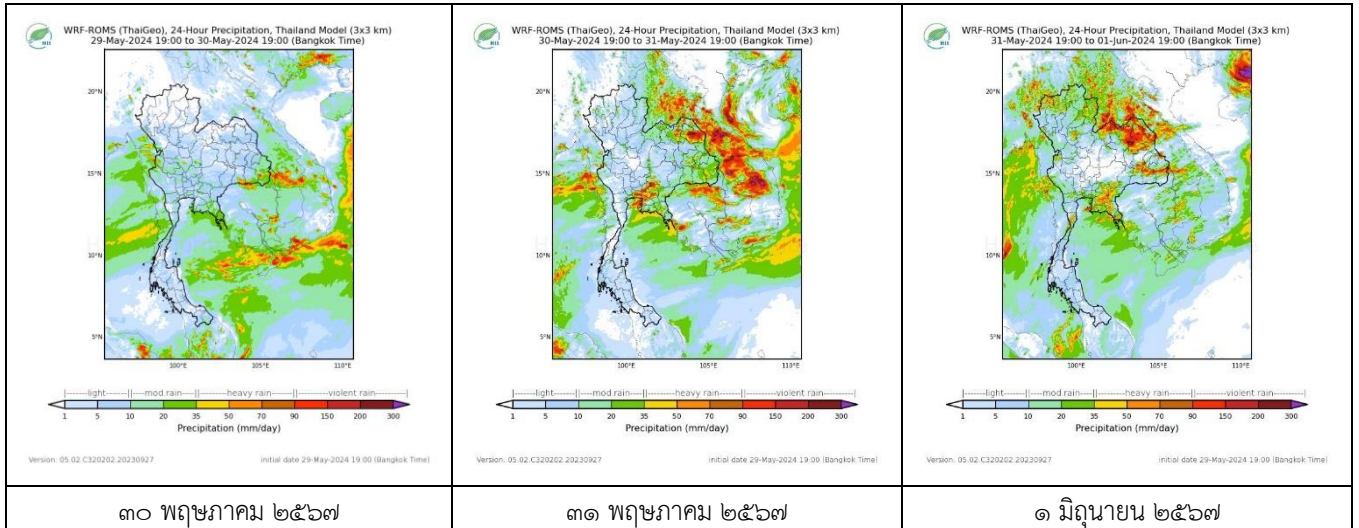 WRF-ROMS (ThaiGeo), 24-Hour Precipitation, Thailand Model (3x3 km)
29-May-2024 19:00 to 30-May-2024 19:00 (Bangkok Time)
HII
20°N
15°N
10°N
5°N
100°E 105°E 110°E
light mod rain heavy rain violent rain
1 5 10 20 35 50 70 90 150 200 300
Precipitation (mm/day)
Version: 05.02.C320202.20230927 initial date 29-May-2024 19:00 (Bangkok Time)
๓๐ พฤษภาคม ๒๕๖๗
WRF-ROMS (ThaiGeo), 24-Hour Precipitation, Thailand Model (3x3 km)
30-May-2024 19:00 to 31-May-2024 19:00 (Bangkok Time)
HII
20°N
15°N
10°N
5°N
100°E 105°E 110°E
light mod rain heavy rain violent rain
1 5 10 20 35 50 70 90 150 200 300
Precipitation (mm/day)
Version: 05.02.C320202.20230927 initial date 29-May-2024 19:00 (Bangkok Time)
๓๑ พฤษภาคม ๒๕๖๗
WRF-ROMS (ThaiGeo), 24-Hour Precipitation, Thailand Model (3x3 km)
31-May-2024 19:00 to 01-Jun-2024 19:00 (Bangkok Time)
HII
20°N
15°N
10°N
5°N
100°E 105°E 110°E
light mod rain heavy rain violent rain
1 5 10 20 35 50 70 90 150 200 300
Precipitation (mm/day)
Version: 05.02.C320202.20230927 initial date 29-May-2024 19:00 (Bangkok Time)
๑ มิถุนายน ๒๕๖๗